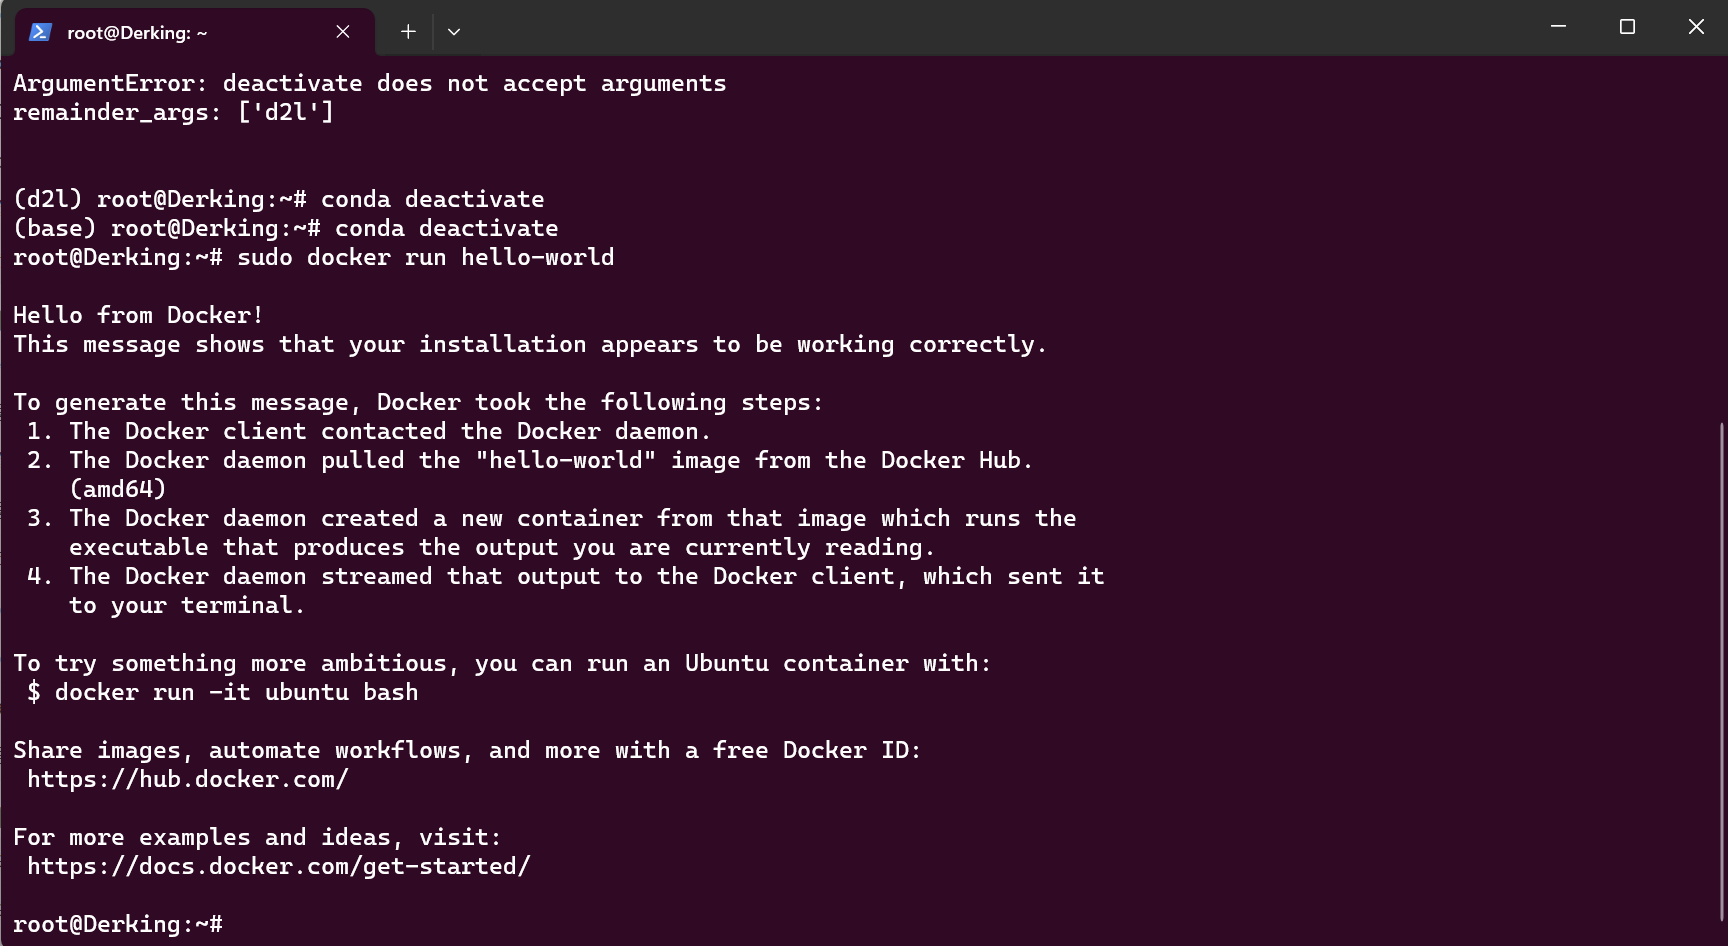 root@Derking: ~
ArgumentError: deactivate does not accept arguments
remainder_args: ['d2l']
(d2l) root@Derking:~# conda deactivate
(base) root@Derking:~# conda deactivate
root@Derking:~# sudo docker run hello-world
Hello from Docker!
This message shows that your installation appears to be working correctly.
To generate this message, Docker took the following steps:
1. The Docker client contacted the Docker daemon.
2. The Docker daemon pulled the "hello-world" image from the Docker Hub.
(amd64)
3. The Docker daemon created a new container from that image which runs the
executable that produces the output you are currently reading.
4. The Docker daemon streamed that output to the Docker client, which sent it
to your terminal.
To try something more ambitious, you can run an Ubuntu container with:
$ docker run -it ubuntu bash
Share images, automate workflows, and more with a free Docker ID:
https://hub.docker.com/
For more examples and ideas, visit:
https://docs.docker.com/get-started/
root@Derking:~#